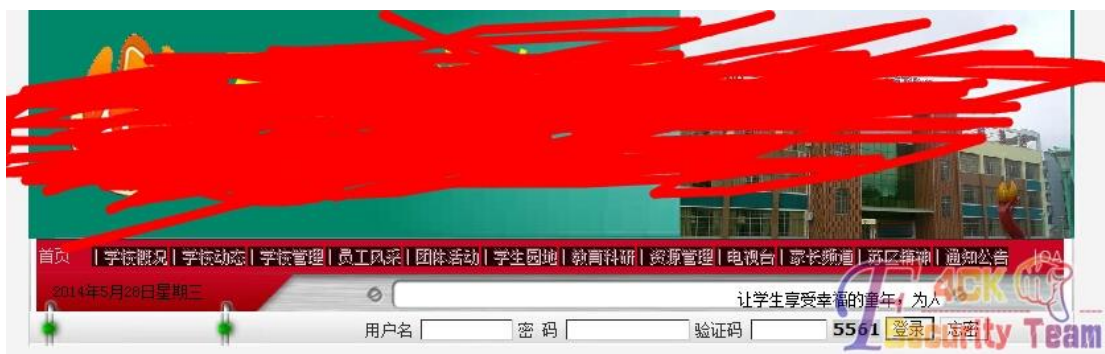 首页 | 学校概况 | 学校动态 | 学校管理 | 员工风采 | 团体活动 | 学生园地 | 教育科研 | 资源管理 | 电视台 | 家长频道 | 苏区精神 | 通知公告 | OA
2014年5月28日星期三
让学生享受幸福的童年，为人
用户名 密 码 验证码 5561 登录 忘密
F4CK
Security Team